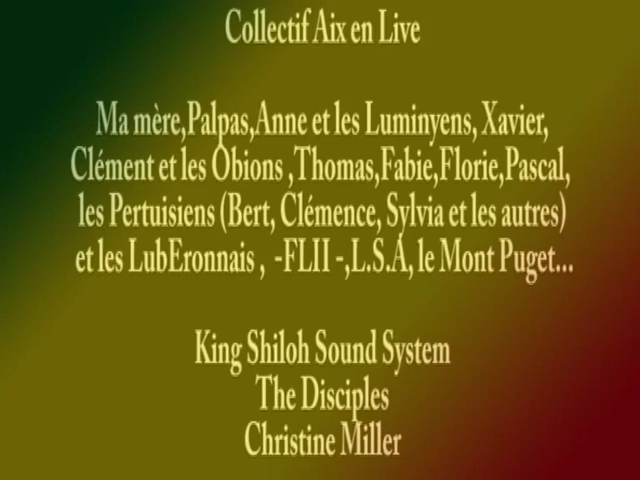 Collectif Aix en Live
Ma mère,Palpas,Anne et les Luminyens, Xavier,
Clément et les Obions ,Thomas,Fabie,Florie,Pascal,
les Pertuisiens (Bert, Clémence, Sylvia et les autres)
et les LubEronnais , -FLII -,L.S.A, le Mont Puget...
King Shiloh Sound System
The Disciples
Christine Miller